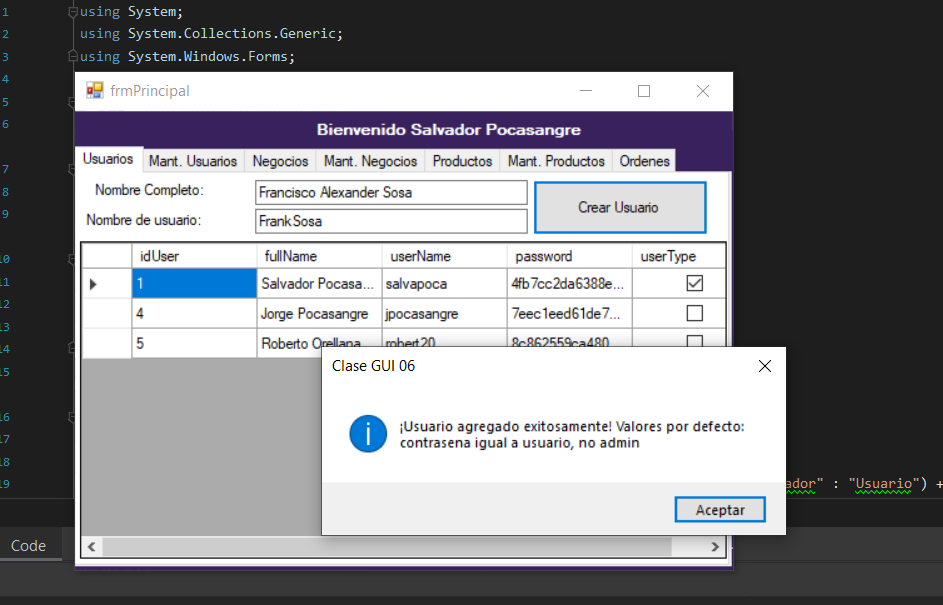 1 using System;
2 using System.Collections.Generic;
3 using System.Windows.Forms;
4
5
6
7
8
9
10
11
12
13
14
15
16
17
18
19
frmPrincipal
Bienvenido Salvador Pocasangre
Usuarios Mant. Usuarios Negocios Mant. Negocios Productos Mant. Productos Ordenes
Nombre Completo: Francisco Alexander Sosa
Crear Usuario
Nombre de usuario: FrankSosa
idUser fullName userName password userType
1 Salvador Pocasa... salvapoca 4fb7cc2da6388e...
4 Jorge Pocasangre jpocasangre 7eec1eed61de7...
5 Roberto Orellana robert20 8c862559ca480
Clase GUI 06
¡Usuario agregado exitosamente! Valores por defecto:
contrasena igual a usuario, no admin
ador" : "Usuario") +
Aceptar
Code